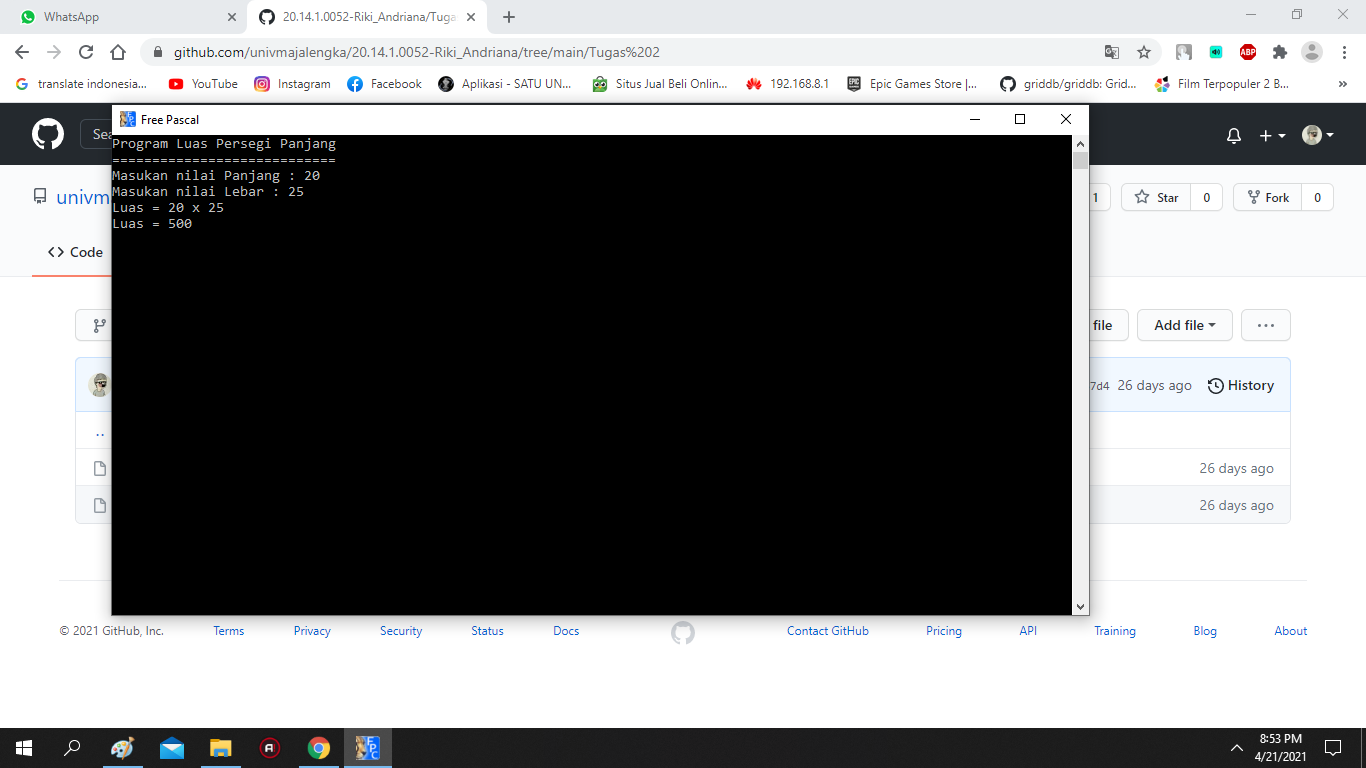 WhatsApp
20.14.1.0052-Riki_Andriana/Tuga
github.com/univmajalengka/20.14.1.0052-Riki_Andriana/tree/main/Tugas%202
ABP
translate indonesia...
YouTube
Instagram
Facebook
Aplikasi - SATU UN...
Situs Jual Beli Onlin...
192.168.8.1
Epic Games Store |...
griddb/griddb: Grid...
Film Terpopuler 2 B...
»
Sea
Free Pascal
Program Luas Persegi Panjang
============================
Masukan nilai Panjang : 20
Masukan nilai Lebar : 25
Luas = 20 x 25
Luas = 500
univm
1
Star
0
Fork
0
<> Code
file
Add file
...
7d4 26 days ago
History
..
26 days ago
26 days ago
© 2021 GitHub, Inc.
Terms
Privacy
Security
Status
Docs
Contact GitHub
Pricing
API
Training
Blog
About
8:53 PM
4/21/2021